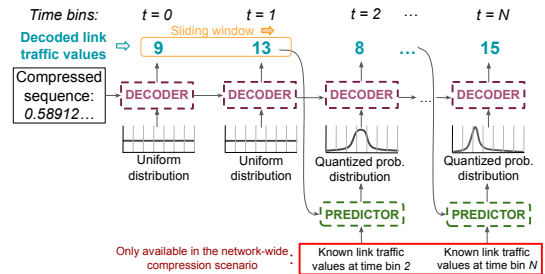 Time bins: t = 0 t = 1 t = 2 ... t = N
Sliding window
Decoded link
traffic values
9 13 8 ... 15
Compressed
sequence:
0.58912...
DECODER DECODER DECODER ... DECODER
Uniform
distribution
Uniform
distribution
Quantized prob.
distribution
Quantized prob.
distribution
PREDICTOR PREDICTOR
Only available in the network-wide
compression scenario
:
Known link traffic
values at time bin 2
Known link traffic
values at time bin N